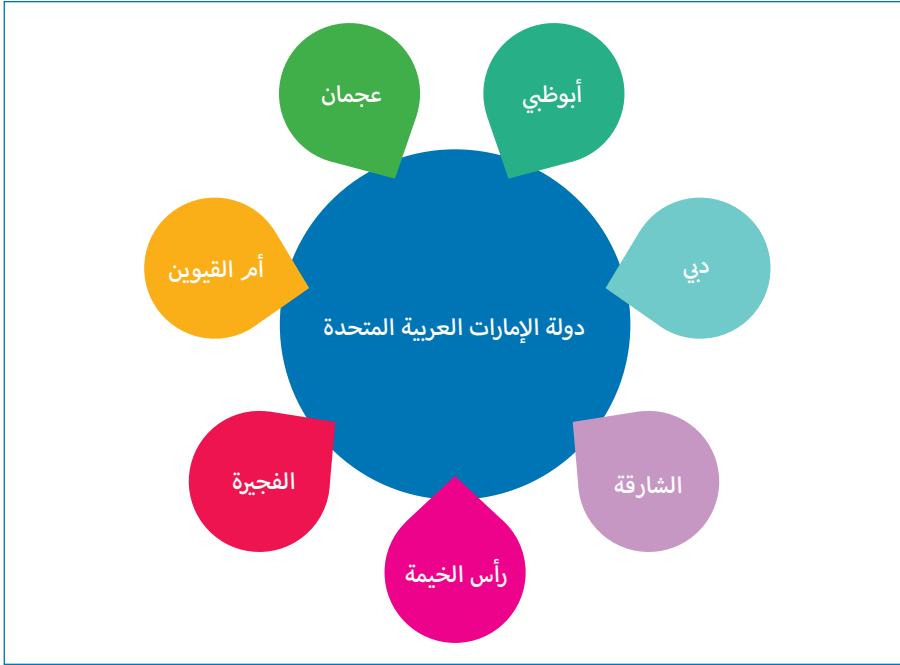 أبوظبي
عجمان
دبي
أم القيوين
دولة الإمارات العربية المتحدة
الشارقة
الفجيرة
رأس الخيمة